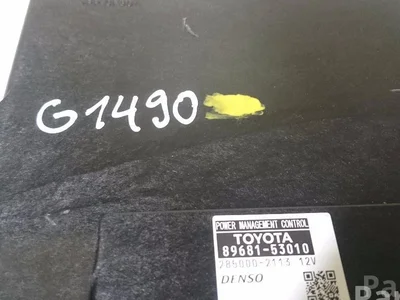 G1490
POWER MANAGEMENT CONTROL
TOYOTA
89681-53010
285000-2113 12V
DENSO